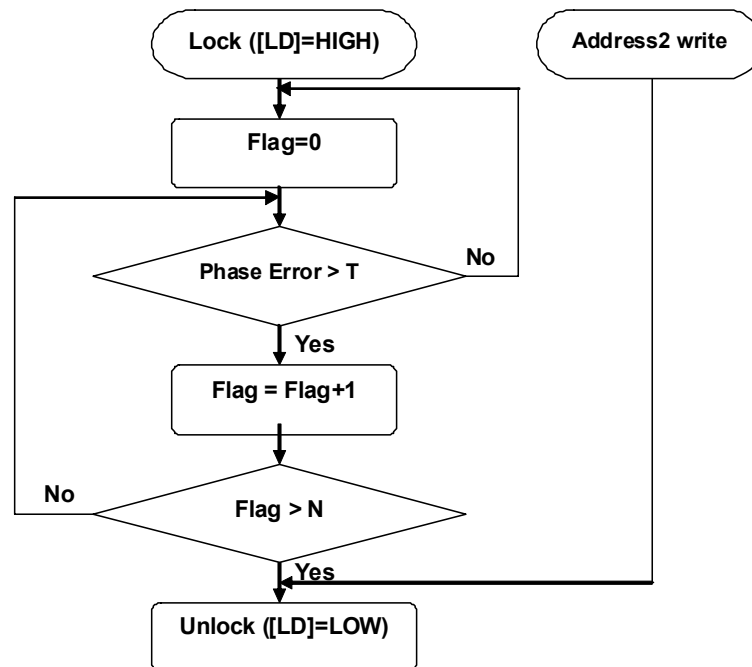 Lock ([LD]=HIGH)
Address2 write
Flag=0
Phase Error > T
No
Yes
Flag = Flag+1
No
Flag > N
Yes
Unlock ([LD]=LOW)